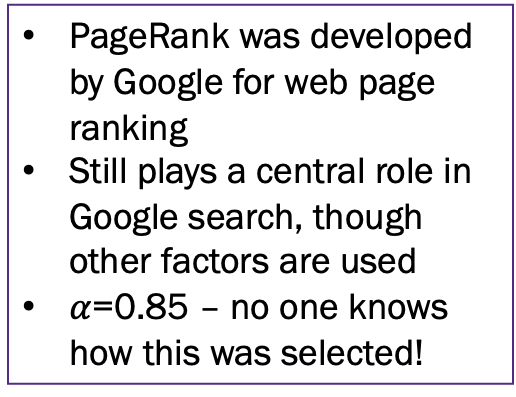 • PageRank was developed
by Google for web page
ranking
• Still plays a central role in
Google search, though
other factors are used
• 𝛼=0.85 – no one knows
how this was selected!